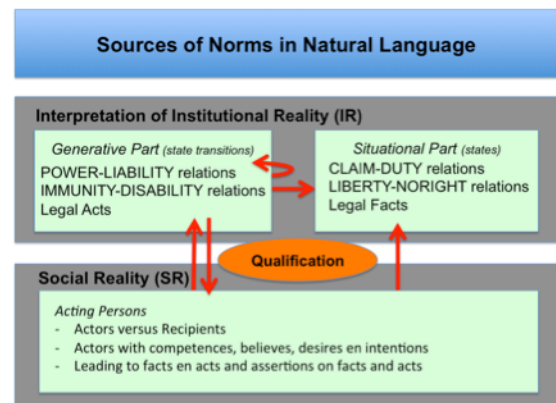 Sources of Norms in Natural Language
Interpretation of Institutional Reality (IR)
Generative Part (state transitions)
POWER-LIABILITY relations
IMMUNITY-DISABILITY relations
Legal Acts
Situational Part (states)
CLAIM-DUTY relations
LIBERTY-NORIGHT relations
Legal Facts
Qualification
Social Reality (SR)
Acting Persons
- Actors versus Recipients
- Actors with competences, believes, desires en intentions
- Leading to facts en acts and assertions on facts and acts